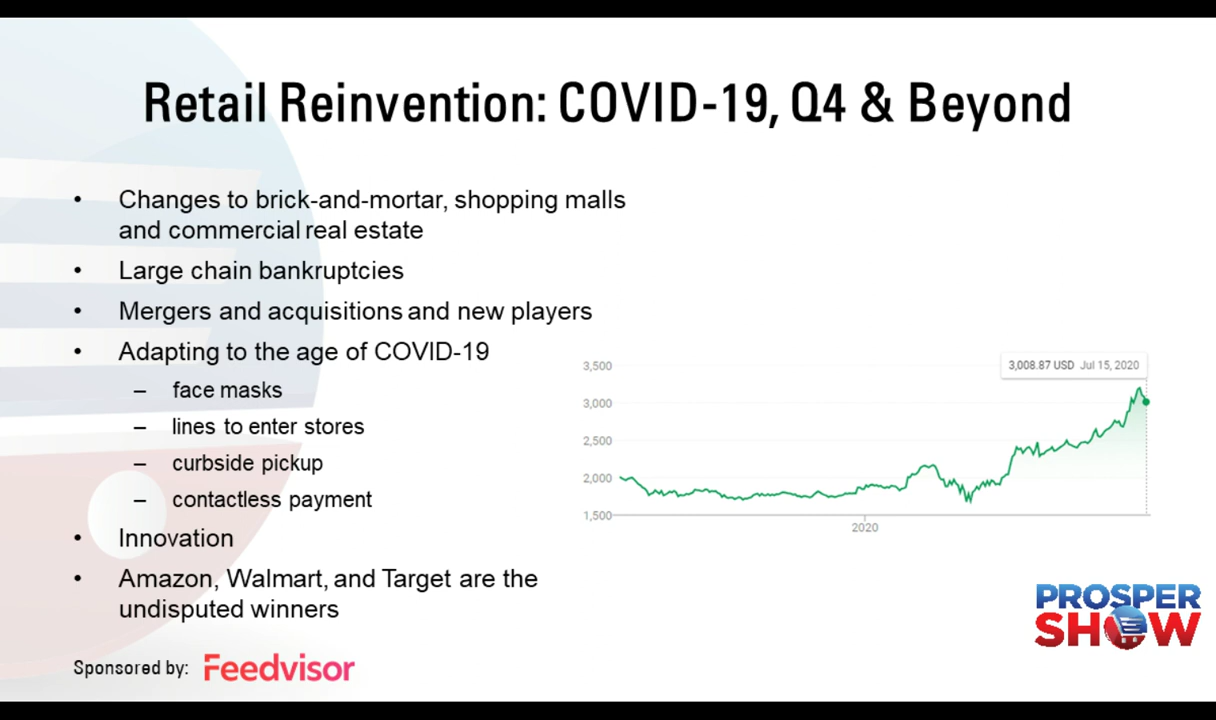 Retail Reinvention: COVID-19, Q4 & Beyond
• Changes to brick-and-mortar, shopping malls
and commercial real estate
• Large chain bankruptcies
• Mergers and acquisitions and new players
• Adapting to the age of COVID-19
– face masks
– lines to enter stores
– curbside pickup
– contactless payment
• Innovation
• Amazon, Walmart, and Target are the
undisputed winners
3,008.87 USD Jul 15, 2020
3,500
3,000
2,500
2,000
1,500
2020
PROSPER
SHOW
Sponsored by: Feedvisor